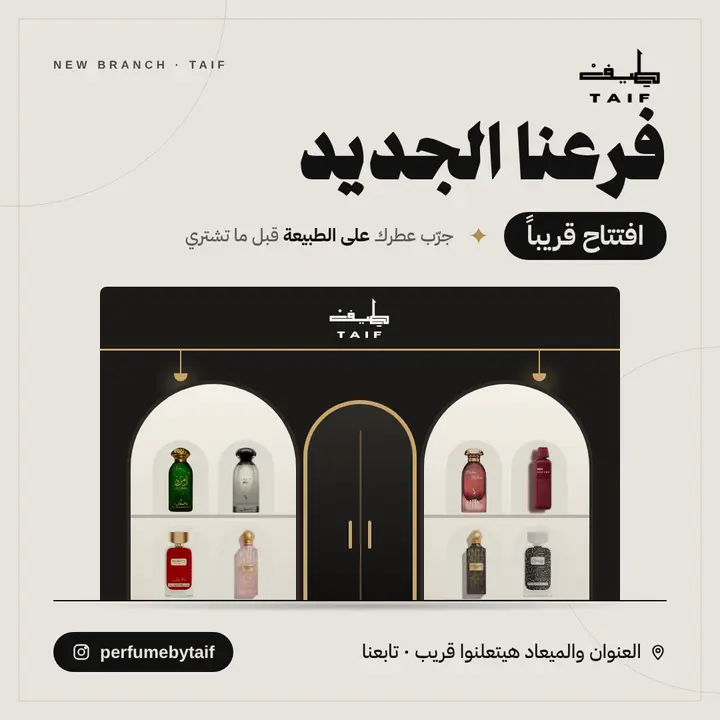 NEW BRANCH · TAIF
طيف
TAIF
فرعنا الجديد
افتتاح قريباً
جرّب عطرك على الطبيعة قبل ما تشتري
طيف
TAIF
العنوان والميعاد هيتعلنوا قريب · تابعنا
perfumebytaif